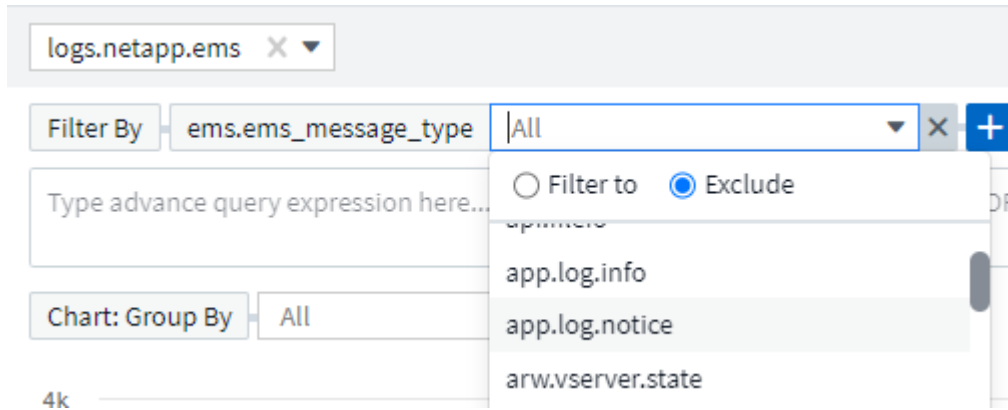 logs.netapp.ems
Filter By ems.ems_message_type All
Filter to Exclude
Type advance query expression here...
app.log.info
Chart: Group By All app.log.notice
arw.vserver.state
4k